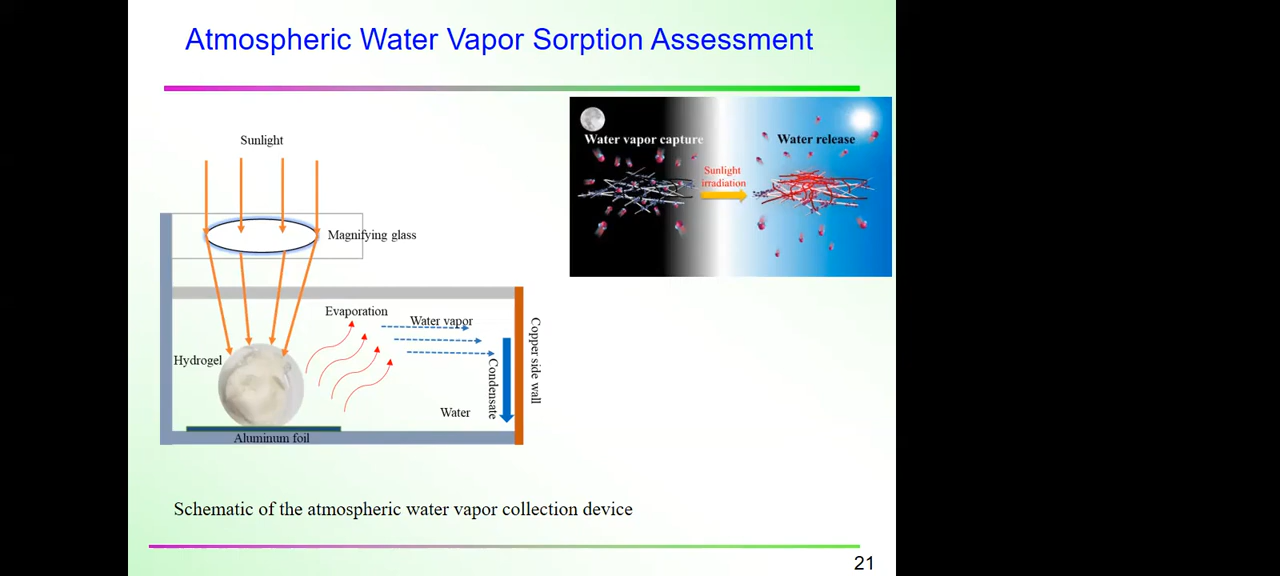 Atmospheric Water Vapor Sorption Assessment
Sunlight
Magnifying glass
Evaporation
Water vapor
Hydrogel
Condensate
Copper side wall
Water
Aluminum foil
Water vapor capture
Water release
Sunlight
irradiation
Schematic of the atmospheric water vapor collection device
21